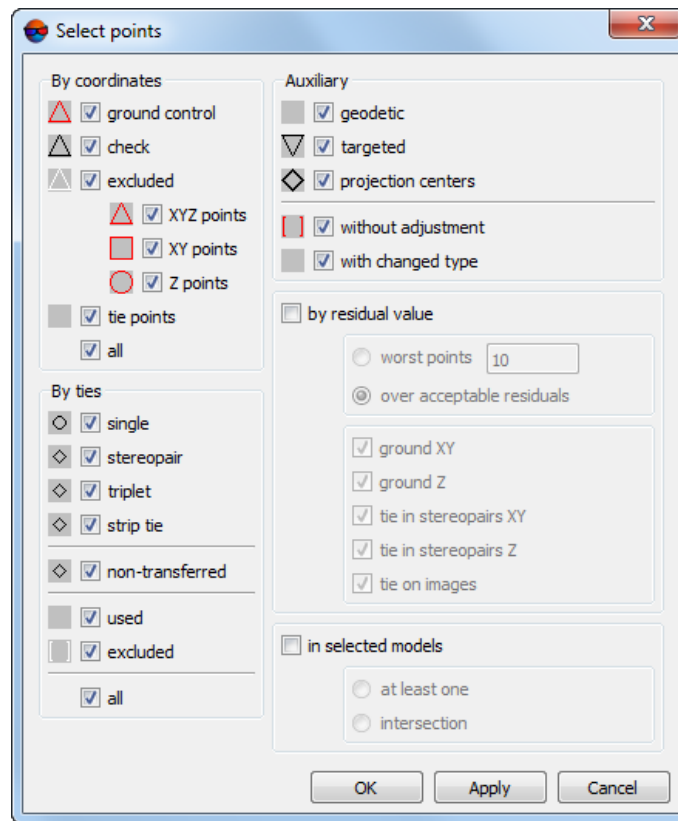 Select points
By coordinates
ground control
check
excluded
XYZ points
XY points
Z points
tie points
all
By ties
single
stereopair
triplet
strip tie
non-transferred
used
excluded
all
Auxiliary
geodetic
targeted
projection centers
without adjustment
with changed type
by residual value
worst points 10
over acceptable residuals
ground XY
ground Z
tie in stereopairs XY
tie in stereopairs Z
tie on images
in selected models
at least one
intersection
OK Apply Cancel